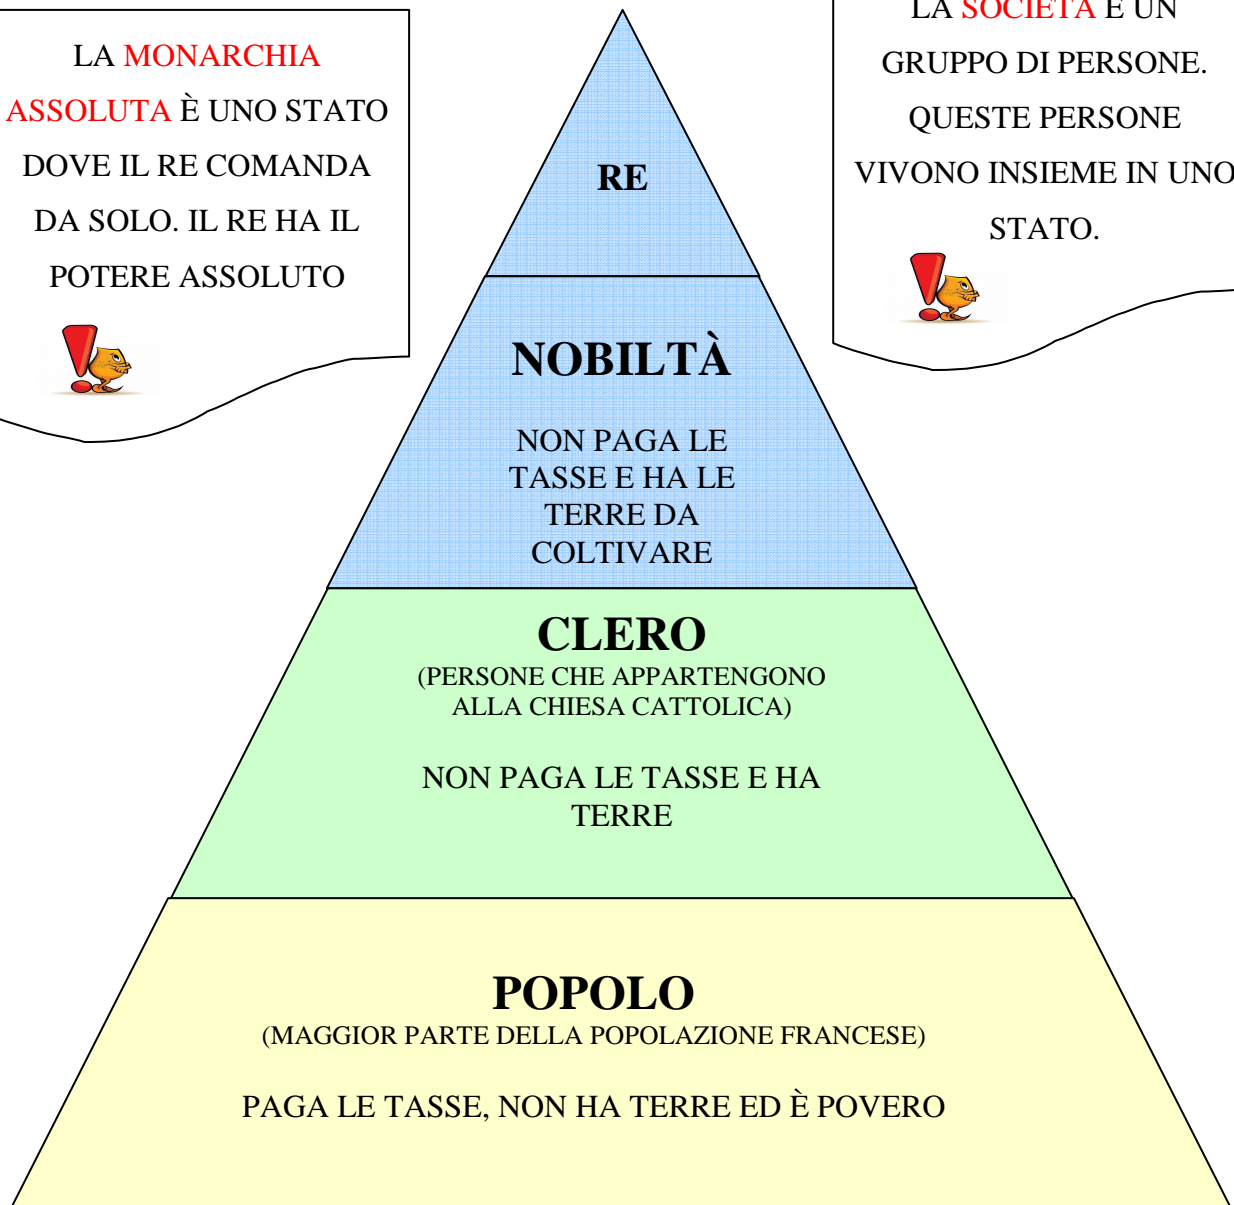 LA MONARCHIA
ASSOLUTA È UNO STATO
DOVE IL RE COMANDA
DA SOLO. IL RE HA IL
POTERE ASSOLUTO
LA SOCIETÀ È UN
GRUPPO DI PERSONE.
QUESTE PERSONE
VIVONO INSIEME IN UNO
STATO.
RE
NOBILTÀ
NON PAGA LE
TASSE E HA LE
TERRE DA
COLTIVARE
CLERO
(PERSONE CHE APPARTENGONO
ALLA CHIESA CATTOLICA)
NON PAGA LE TASSE E HA
TERRE
POPOLO
(MAGGIOR PARTE DELLA POPOLAZIONE FRANCESE)
PAGA LE TASSE, NON HA TERRE ED È POVERO